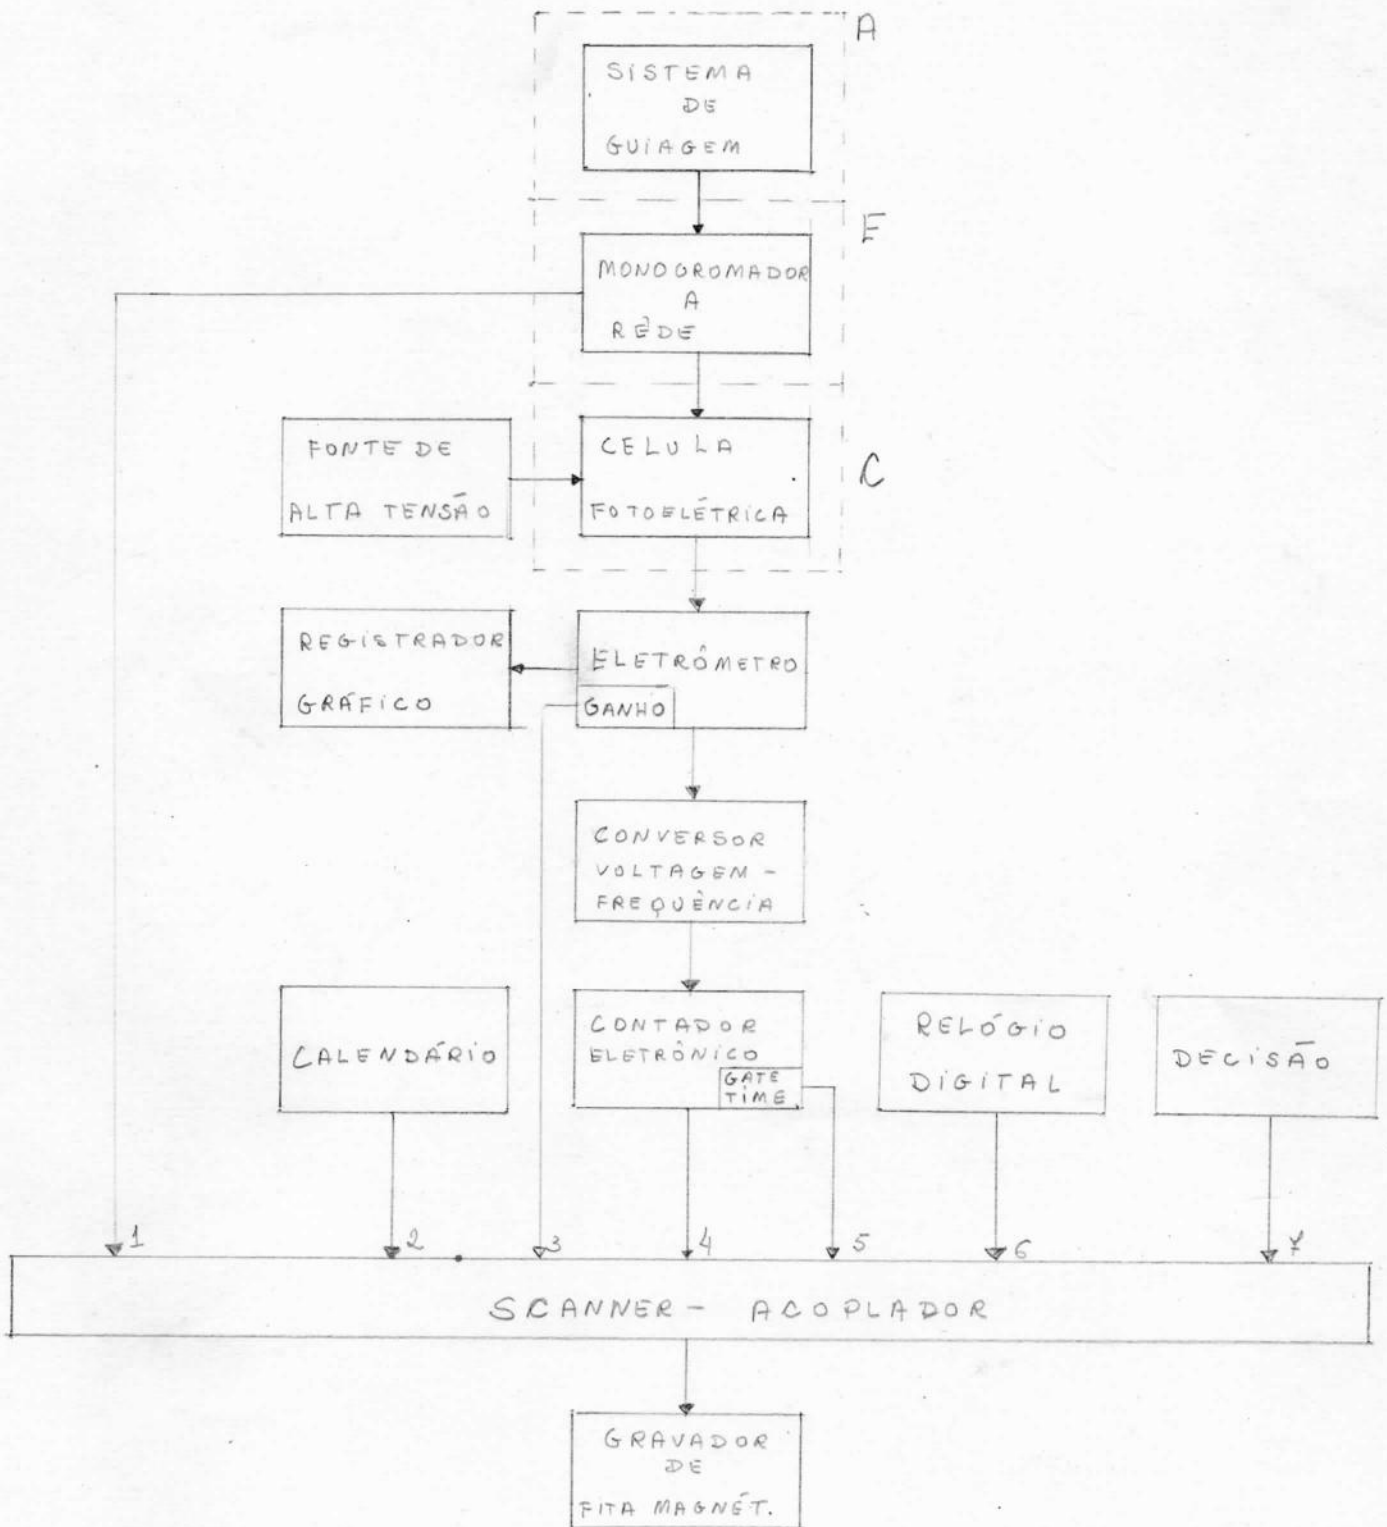 A
SISTEMA
DE
GUIAGEM
E
MONOGROMADOR
A
RÊDE
FONTE DE
ALTA TENSÃO
CELULA
FOTOELÉTRICA
C
REGISTRADOR
GRÁFICO
ELETRÔMETRO
GANHO
CONVERSOR
VOLTAGEM -
FREQUÊNCIA
CALENDÁRIO
CONTADOR
ELETRÔNICO
GATE
TIME
RELÓGIO
DIGITAL
DECISÃO
1 2 3 4 5 6 7
SCANNER - ACOPLADOR
GRAVADOR
DE
FITA MAGNÉT.